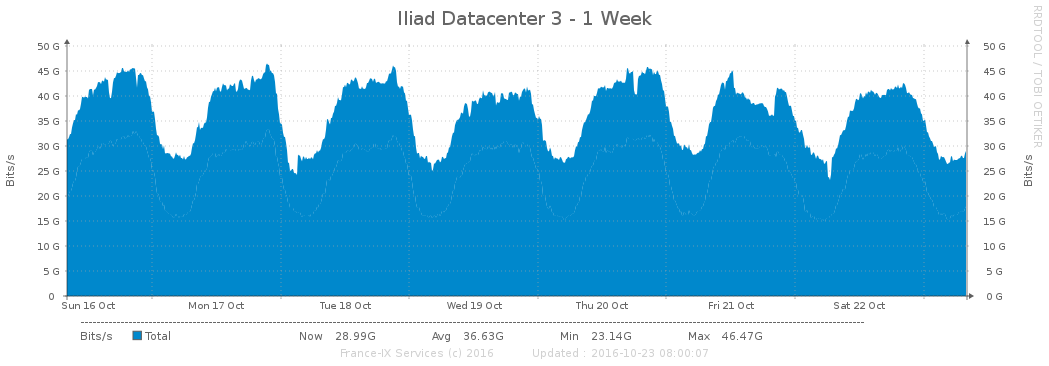 Iliad Datacenter 3 - 1 Week
RRDTOOL / TOBI OETIKER
Bits/s
50 G 50 G
45 G 45 G
40 G 40 G
35 G 35 G
30 G 30 G
25 G 25 G
20 G 20 G
15 G 15 G
10 G 10 G
5 G 5 G
0 0 G
Bits/s
Sun 16 Oct Mon 17 Oct Tue 18 Oct Wed 19 Oct Thu 20 Oct Fri 21 Oct Sat 22 Oct
Bits/s Total Now 28.99G Avg 36.63G Min 23.14G Max 46.47G
France-IX Services (c) 2016 Updated : 2016-10-23 08:00:07